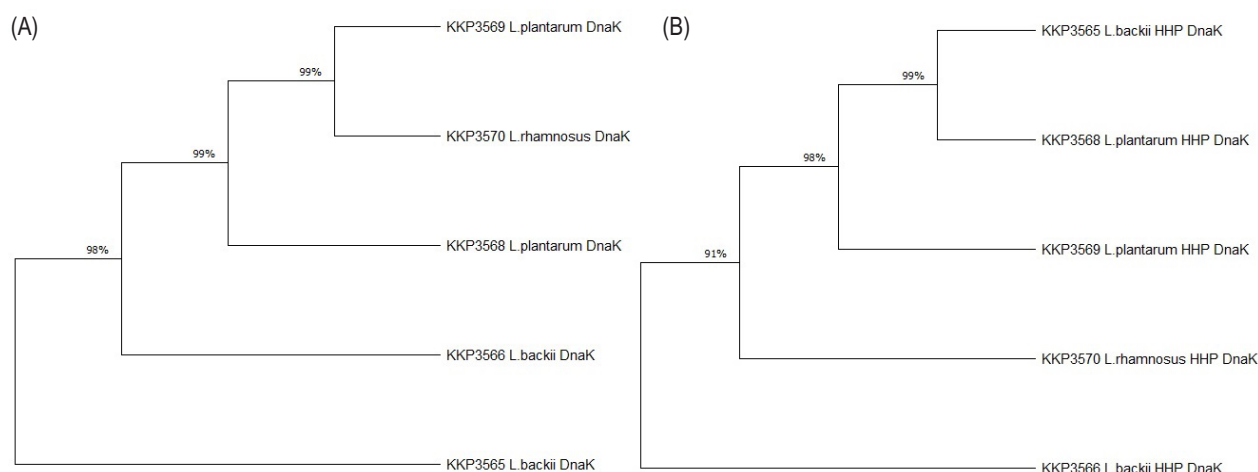 (A)
KKP3569 L.plantarum DnaK
99%
KKP3570 L.rhamnosus DnaK
99%
KKP3568 L.plantarum DnaK
98%
KKP3566 L.backii DnaK
KKP3565 L.backii DnaK
(B)
KKP3565 L.backii HHP DnaK
99%
KKP3568 L.plantarum HHP DnaK
98%
KKP3569 L.plantarum HHP DnaK
91%
KKP3570 L.rhamnosus HHP DnaK
KKP3566 L.backii HHP DnaK